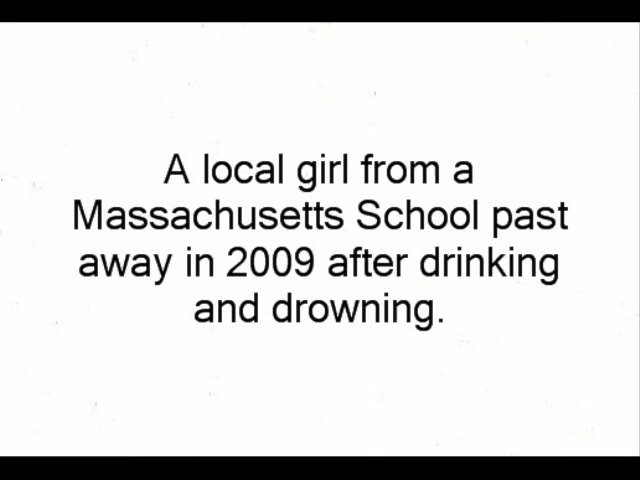 A local girl from a
Massachusetts School past
away in 2009 after drinking
and drowning.